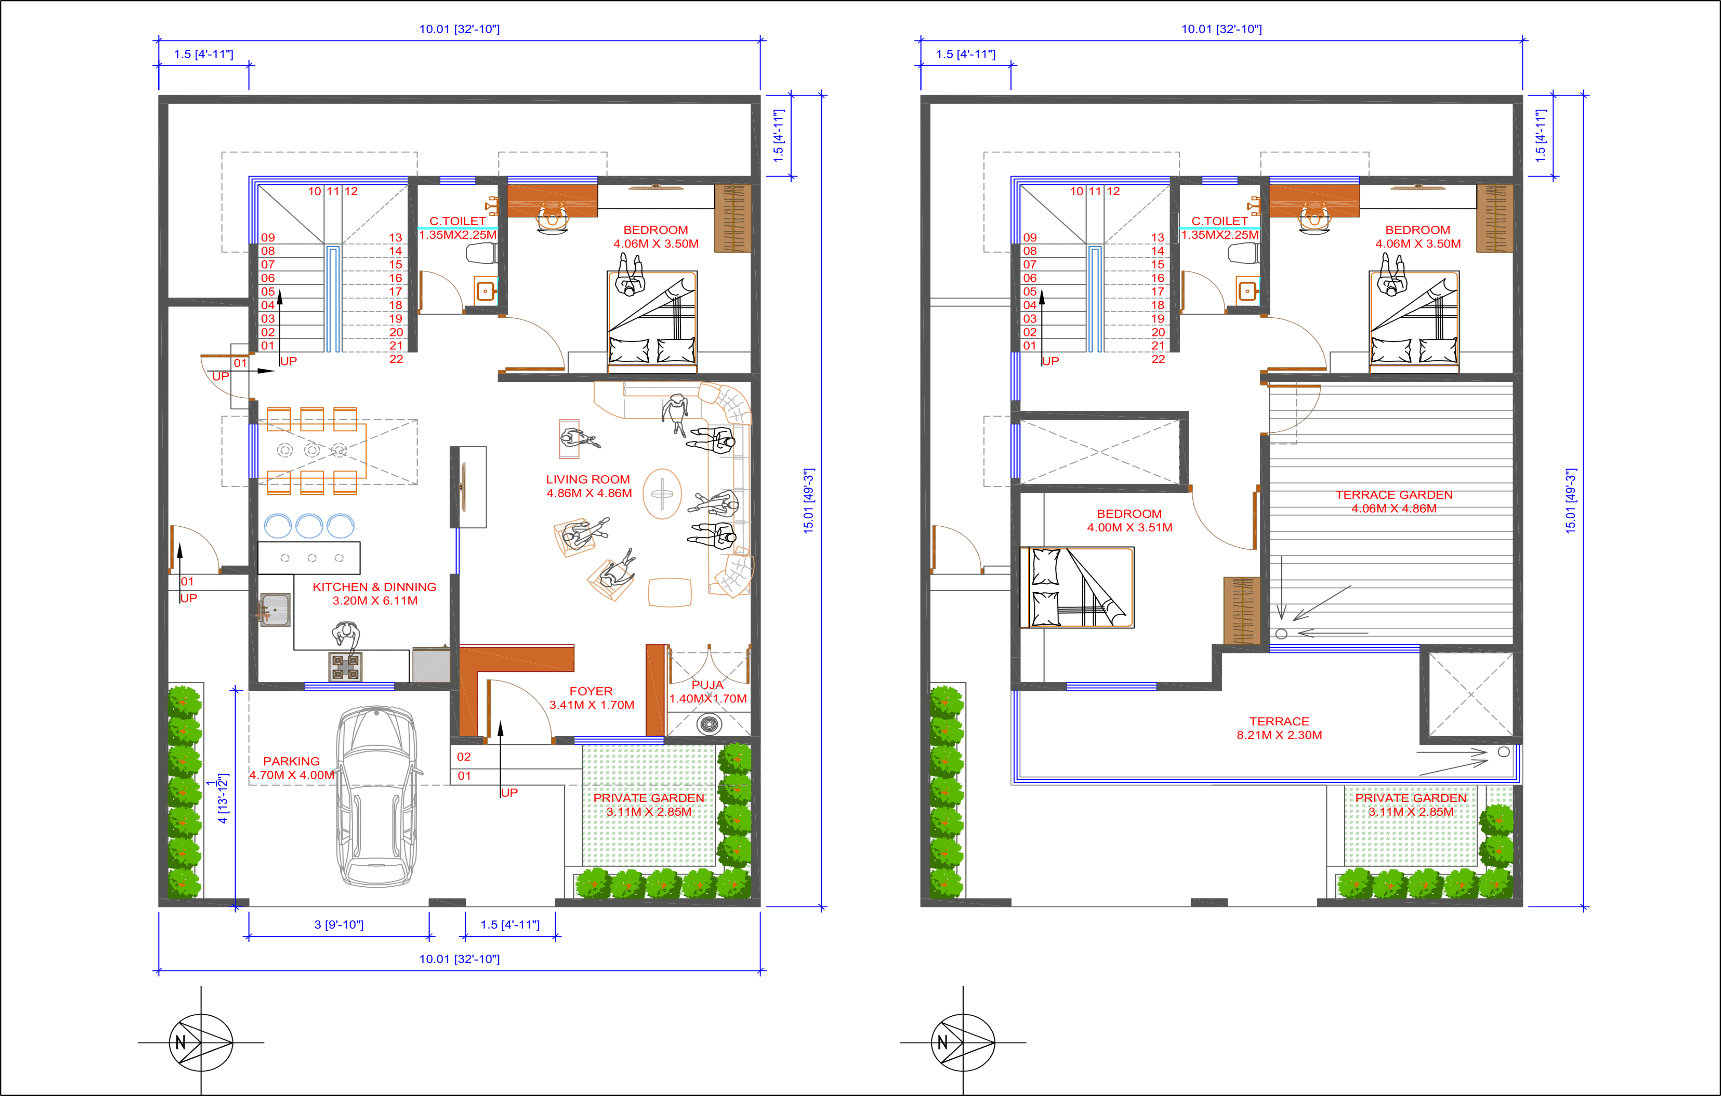 10.01 [32'-10"]
1.5 [4'-11"]
1.5 [4'-11"]
15.01 [49'-3"]
10 11 12
09
08
07
06
05
04
03
02
01
13
14
15
16
17
18
19
20
21
22
UP
C.TOILET
1.35MX2.25M
BEDROOM
4.06M X 3.50M
01
UP
LIVING ROOM
4.86M X 4.86M
KITCHEN & DINNING
3.20M X 6.11M
01
UP
FOYER
3.41M X 1.70M
PUJA
1.40MX1.70M
PARKING
4.70M X 4.00M
02
01
UP
PRIVATE GARDEN
3.11M X 2.85M
1
4 [13'-12"]
3 [9'-10"]
1.5 [4'-11"]
10.01 [32'-10"]
N
10.01 [32'-10"]
1.5 [4'-11"]
1.5 [4'-11"]
15.01 [49'-3"]
10 11 12
09
08
07
06
05
04
03
02
01
13
14
15
16
17
18
19
20
21
22
UP
C.TOILET
1.35MX2.25M
BEDROOM
4.06M X 3.50M
TERRACE GARDEN
4.06M X 4.86M
BEDROOM
4.00M X 3.51M
TERRACE
8.21M X 2.30M
PRIVATE GARDEN
3.11M X 2.85M
N